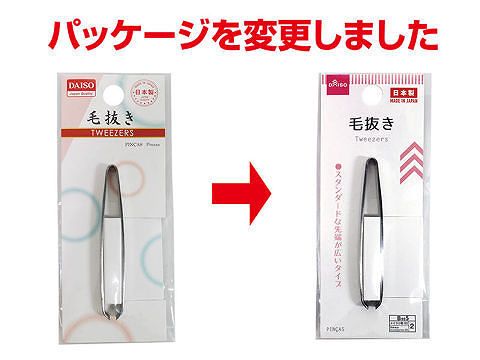 パッケージを変更しました
DAISO
Japan Quality
日本製
毛抜き
TWEEZERS
PINÇAS Pinzas
DAISO
日本製
MADE IN JAPAN
毛抜き
Tweezers
●スタンダードな先端が広いタイプ
PINÇAS
2